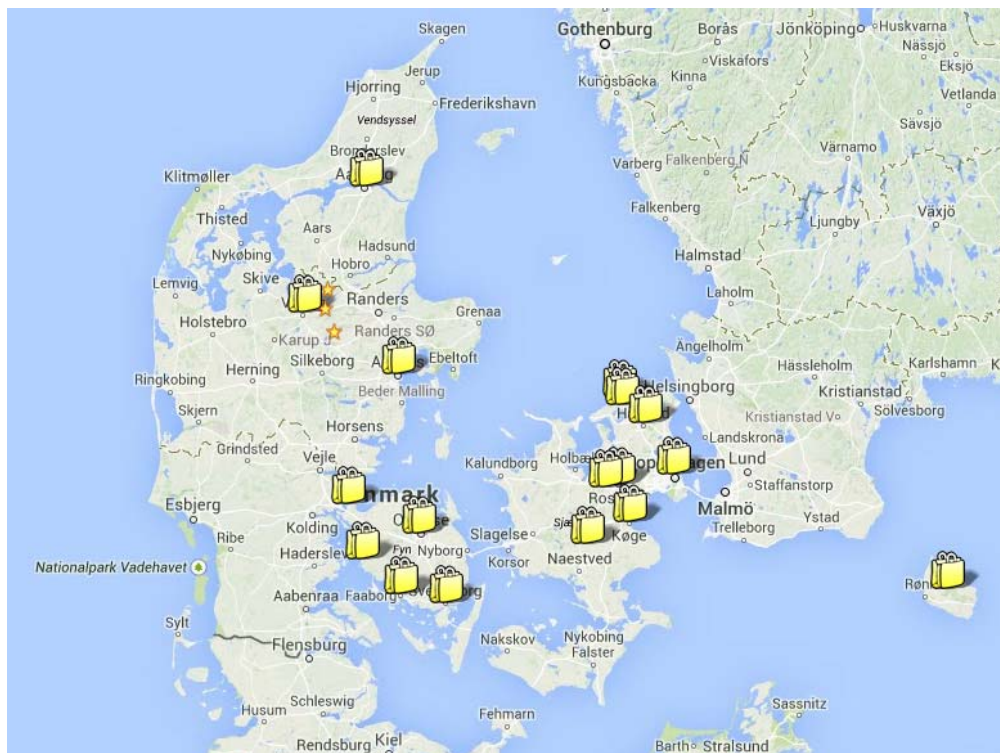 Skagen
Gothenburg
Borås
Jönköping
Huskvarna
Nässjö
Viskafors
Eksjö
Jerup
Hjorring
Kungsbacka
Kinna
Vetlanda
Frederikshavn
Vendsyssel
Sävsjö
Klitmøller
Varberg
Falkenberg N
Värnamo
Thisted
Falkenberg
Växjö
Ljungby
Aars
Nykøbing
Hadsund
Halmstad
Hobro
Skive
Lemvig
Randers
Laholm
Grenaa
Holstebro
Randers SØ
Karup
Ängelholm
Silkeborg
Ebeltoft
Hässleholm
Karlshamn
Herning
Helsingborg
Ringkobing
Beder Malling
Kristianstad
Skjern
Kristianstad V
Sölvesborg
Horsens
Landskrona
Grindsted
Vejle
Kalundborg
Lund
Staffanstorp
Esbjerg
Malmö
Kolding
Trelleborg
Ystad
Ribe
Slagelse
Køge
Haderslev
Fyn
Nyborg
Korsor
Naestved
Nationalpark Vadehavet
Aabenraa
Faaborg
Sylt
Flensburg
Nakskov
Nykobing
Falster
Schleswig
Sassnitz
Husum
Fehmarn
Rendsburg
Kiel
Barth
Stralsund